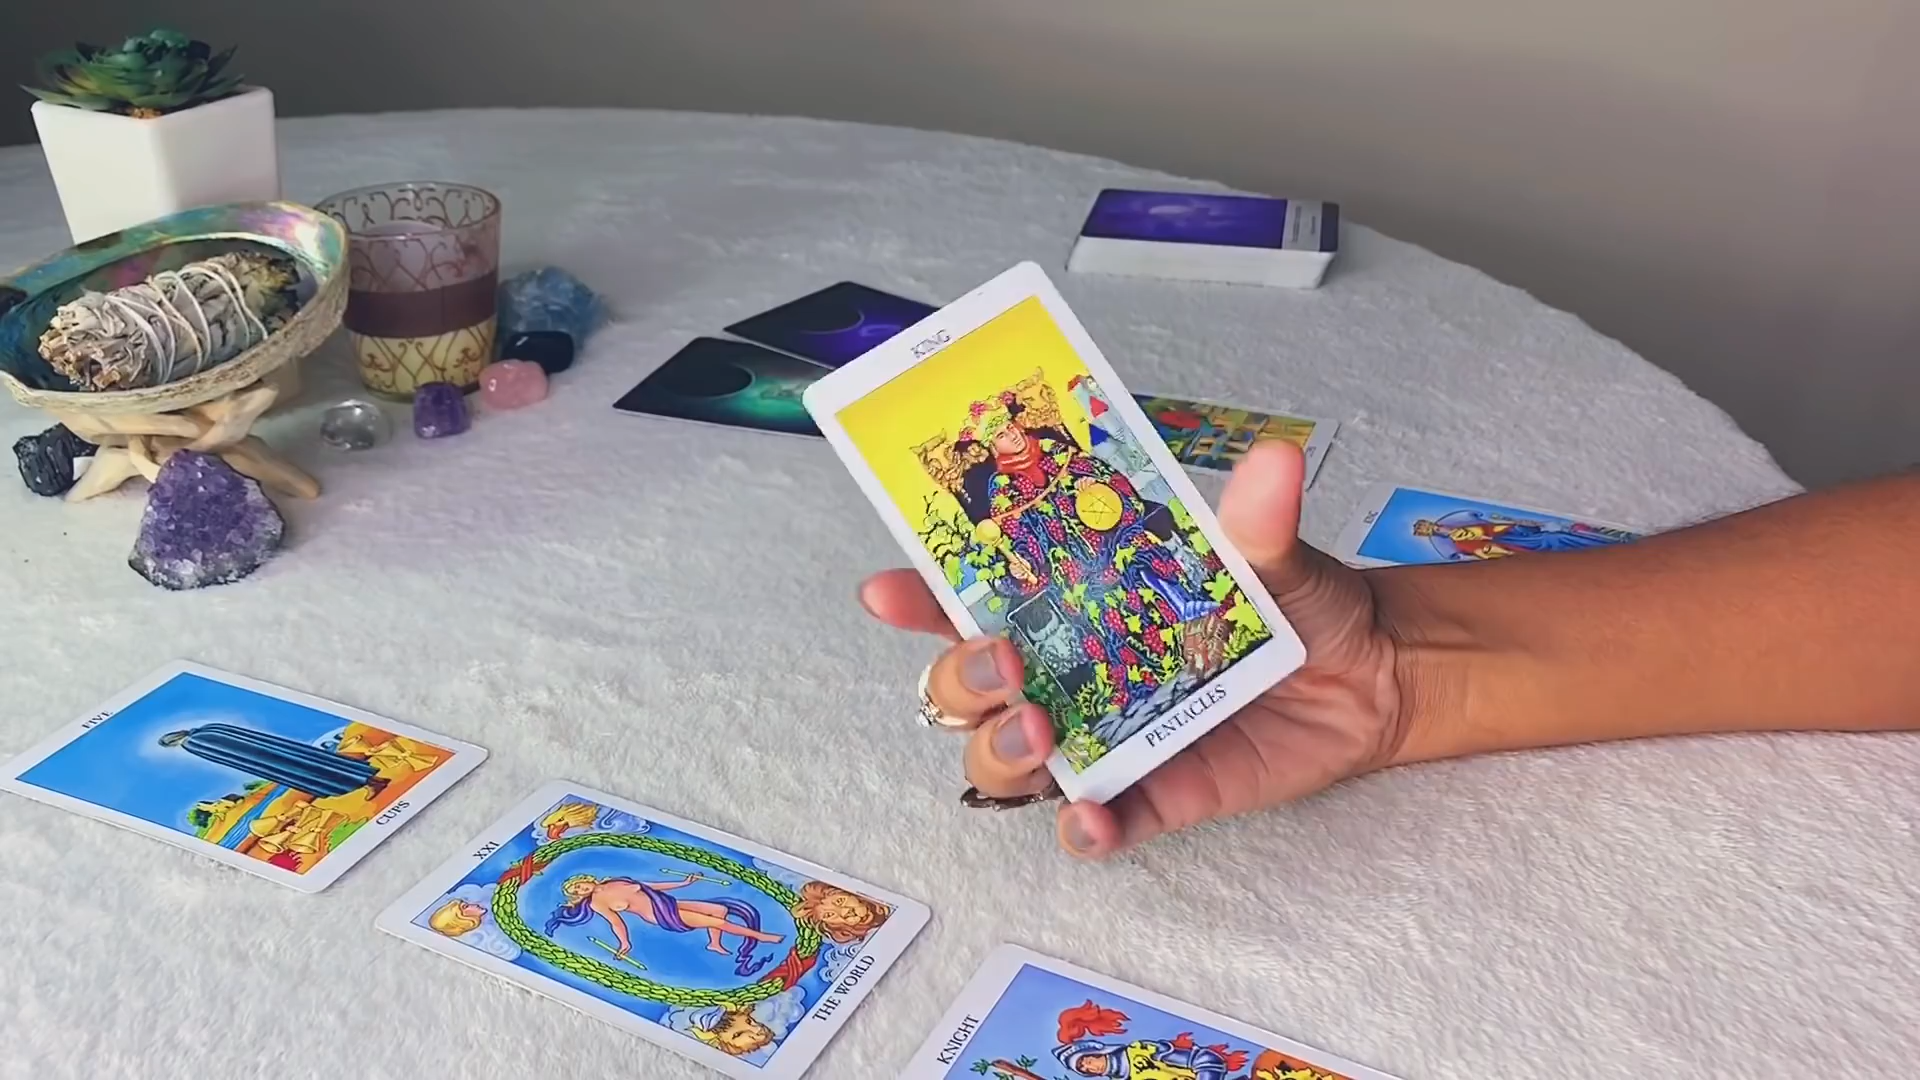 KING
PENTACLES
FIVE
CUPS
XXI
THE WORLD
KNIGHT